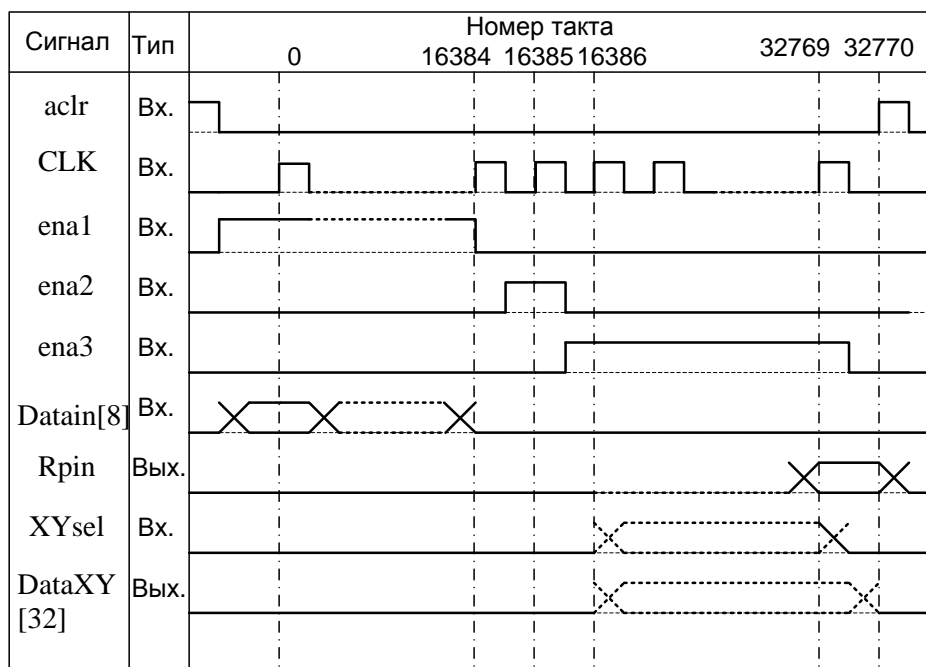 Сигнал Тип Номер такта
0 16384 16385 16386 32769 32770
aclr Вх.
CLK Вх.
ena1 Вх.
ena2 Вх.
ena3 Вх.
Datain[8] Вх.
Rpin Вых.
XYsel Вх.
DataXY Вых.
[32]